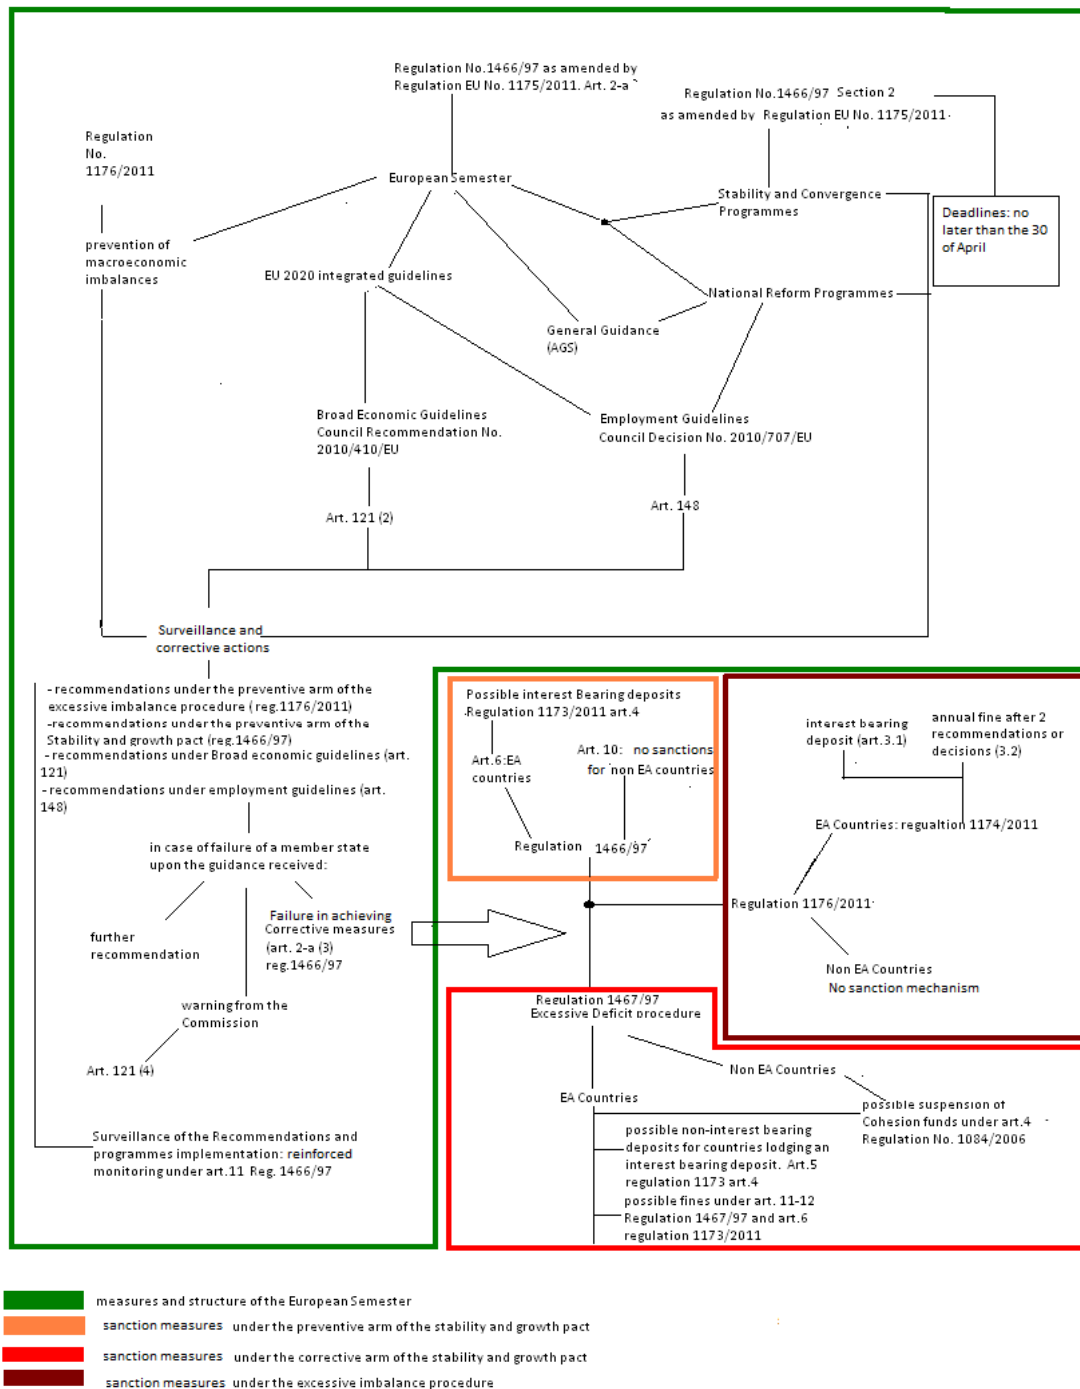 Regulation No.1466/97 as amended by
Regulation EU No. 1175/2011. Art. 2-a
Regulation No.1466/97 Section 2
as amended by Regulation EU No. 1175/2011
Regulation
No.
1176/2011
European Semester
Stability and Convergence
Programmes
Deadlines: no
later than the 30
of April
prevention of
macroeconomic
imbalances
EU 2020 integrated guidelines
National Reform Programmes
General Guidance
(AGS)
Broad Economic Guidelines
Council Recommendation No.
2010/410/EU
Employment Guidelines
Council Decision No. 2010/707/EU
Art. 121 (2)
Art. 148
Surveillance and
corrective actions
- recommendations under the preventive arm of the
excessive imbalance procedure ( reg.1176/2011)
-recommendations under the preventive arm of the
Stability and growth pact (reg.1466/97)
- recommendations under Broad economic guidelines (art.
121)
- recommendations under employment guidelines (art.
148)
in case of failure of a member state
upon the guidance received:
further
recommendation
Failure in achieving
Corrective measures
(art. 2-a (3)
reg.1466/97
warning from the
Commission
Art. 121 (4)
Surveillance of the Recommendations and
programmes implementation: reinforced
monitoring under art.11 Reg. 1466/97
Possible interest Bearing deposits
Regulation 1173/2011 art.4
Art.6:EA
countries
Art. 10: no sanctions
for non EA countries
Regulation 1466/97
interest bearing
deposit (art.3.1)
annual fine after 2
recommendations or
decisions (3.2)
EA Countries: regualtion 1174/2011
Regulation 1176/2011
Non EA Countries
No sanction mechanism
Regulation 1467/97
Excessive Deficit procedure
Non EA Countries
EA Countries
possible suspension of
Cohesion funds under art.4
Regulation No. 1084/2006
possible non-interest bearing
deposits for countries lodging an
interest bearing deposit. Art.5
regulation 1173 art.4
possible fines under art. 11-12
Regulation 1467/97 and art.6
regulation 1173/2011
measures and structure of the European Semester
sanction measures under the preventive arm of the stability and growth pact
sanction measures under the corrective arm of the stability and growth pact
sanction measures under the excessive imbalance procedure